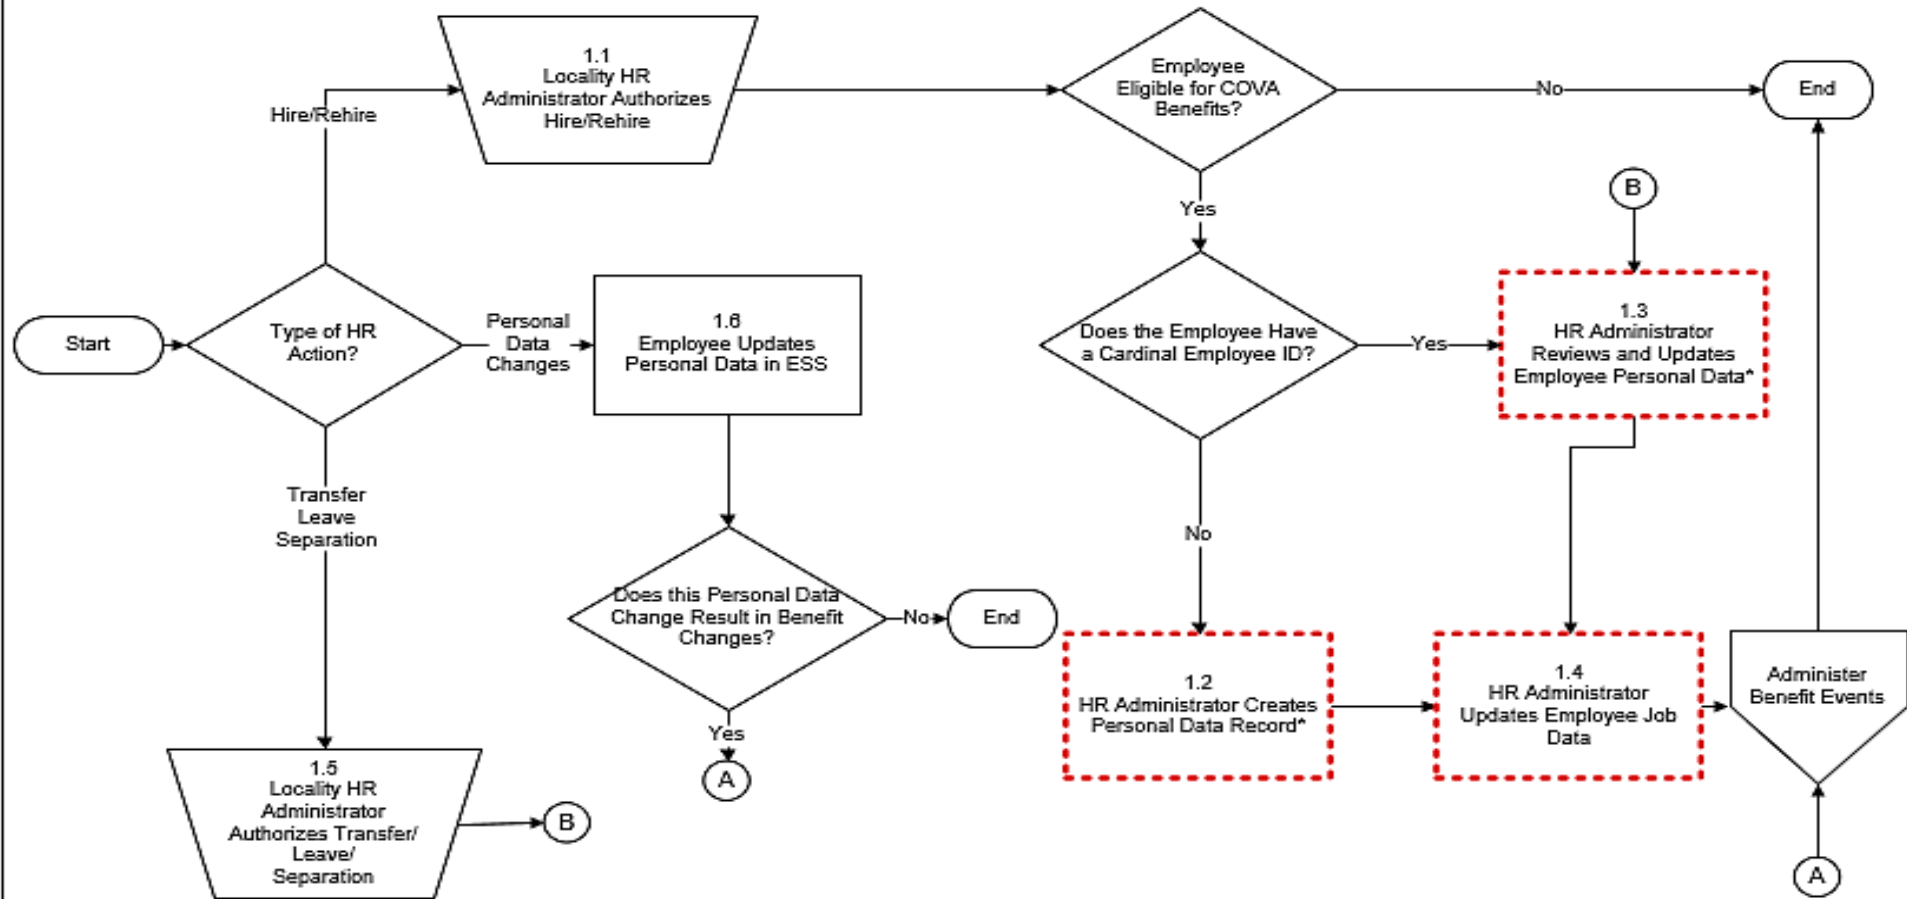 1.1
Locality HR
Administrator Authorizes
Hire/Rehire
Employee
Eligible for COVA
Benefits?
No
End
Hire/Rehire
B
Yes
Start
Type of HR
Action?
Personal
Data
Changes
1.6
Employee Updates
Personal Data in ESS
Does the Employee Have
a Cardinal Employee ID?
Yes
1.3
HR Administrator
Reviews and Updates
Employee Personal Data*
Transfer
Leave
Separation
No
Does this Personal Data
Change Result in Benefit
Changes?
No
End
1.2
HR Administrator Creates
Personal Data Record*
1.4
HR Administrator
Updates Employee Job
Data
Administer
Benefit Events
Yes
A
1.5
Locality HR
Administrator
Authorizes Transfer/
Leave/
Separation
B
A